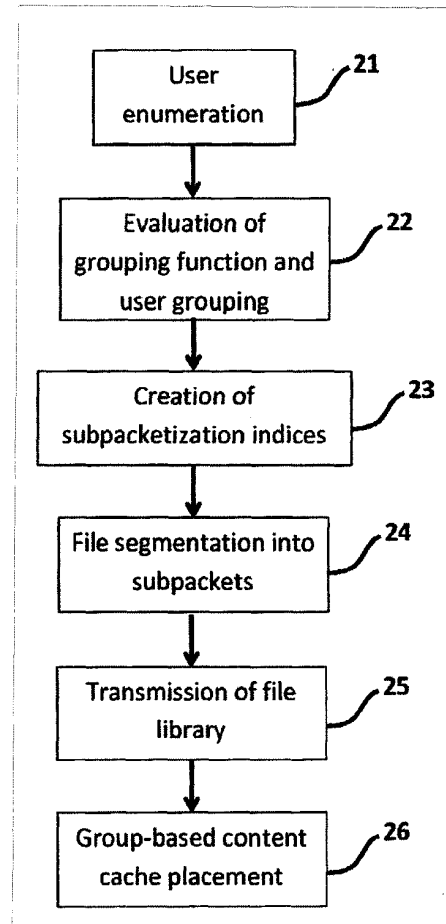 User
enumeration
21
Evaluation of
grouping function and
user grouping
22
Creation of
subpacketization indices
23
File segmentation into
subpackets
24
Transmission of file
library
25
Group-based content
cache placement
26